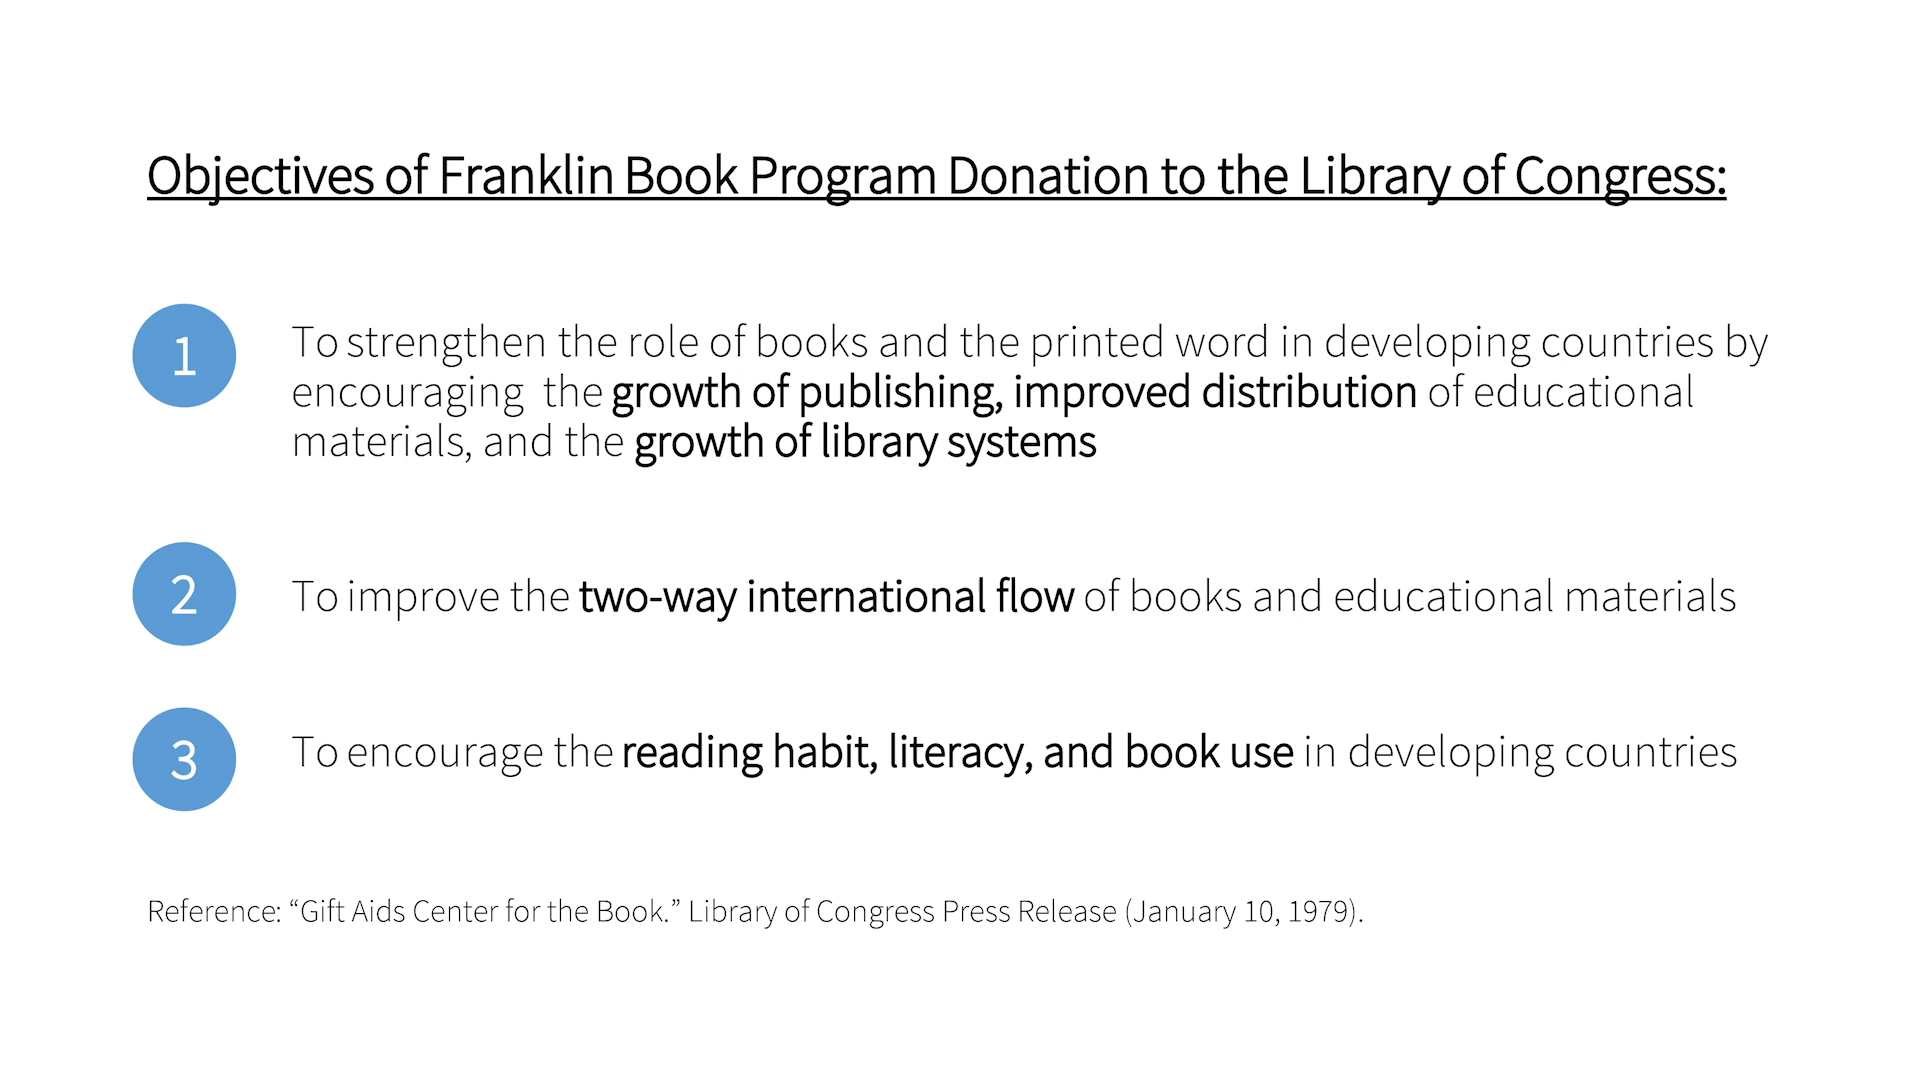 Objectives of Franklin Book Program Donation to the Library of Congress:
1
To strengthen the role of books and the printed word in developing countries by
encouraging  the growth of publishing, improved distribution of educational
materials, and the growth of library systems
2
To improve the two-way international flow of books and educational materials
3
To encourage the reading habit, literacy, and book use in developing countries
Reference: “Gift Aids Center for the Book.” Library of Congress Press Release (January 10, 1979).